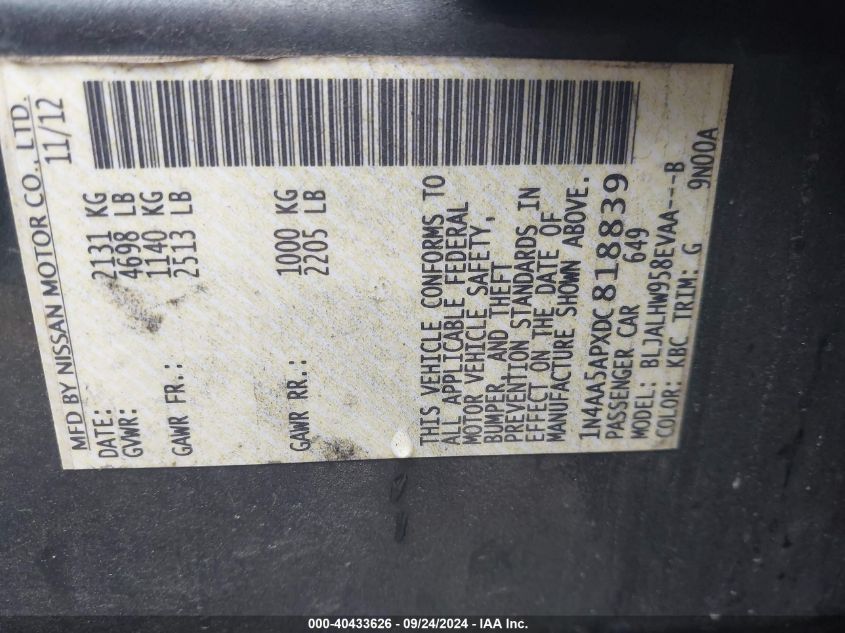 MFD BY NISSAN MOTOR CO., LTD.
DATE: 11/12
GVWR: 2131 KG
4698 LB
GAWR FR.: 1140 KG
2513 LB
GAWR RR.: 1000 KG
2205 LB
THIS VEHICLE CONFORMS TO
ALL APPLICABLE FEDERAL
MOTOR VEHICLE SAFETY,
BUMPER, AND THEFT
PREVENTION STANDARDS IN
EFFECT ON THE DATE OF
MANUFACTURE SHOWN ABOVE.
1N4AA5APXDC818839
PASSENGER CAR 649
MODEL: BLJALHW958EVAA---B
COLOR: KBC TRIM: G 9N00A
000-40433626 - 09/24/2024 - IAA Inc.